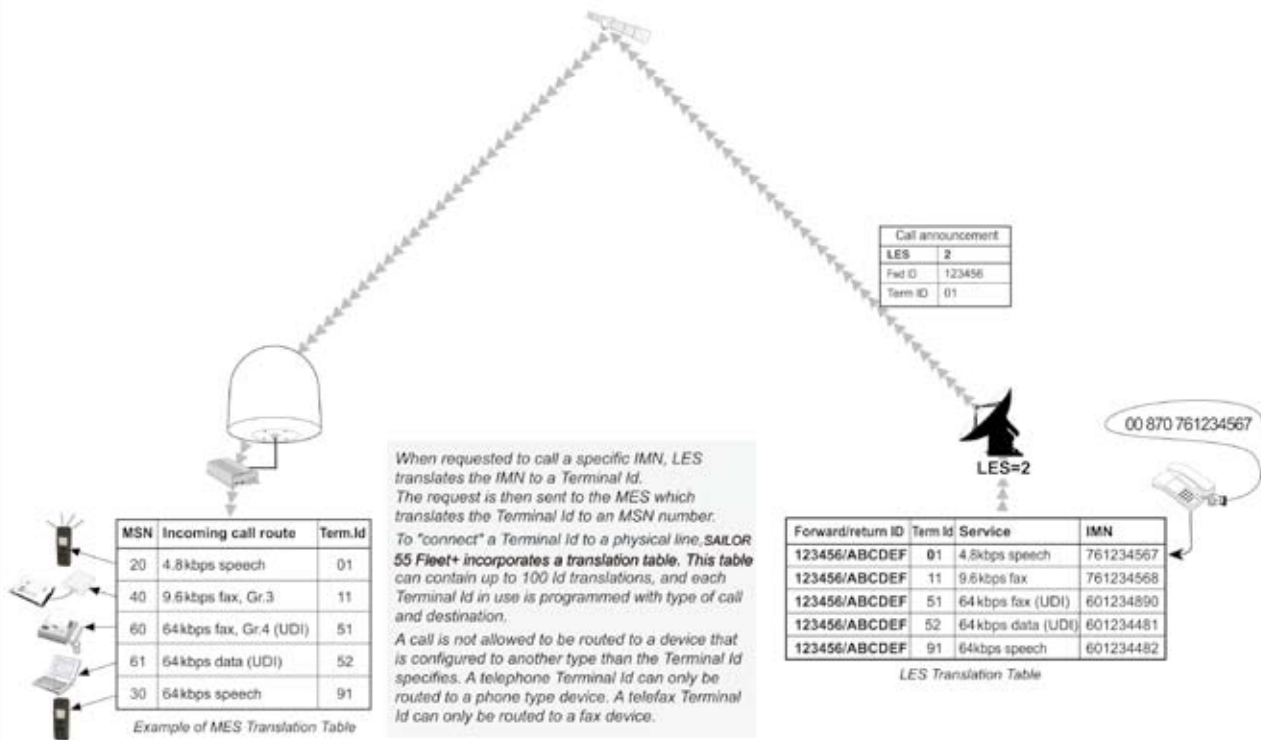 Call announcement
LES 2
Fwd ID 123456
Term ID 01
00 870 761234567
LES=2
When requested to call a specific IMN, LES
translates the IMN to a Terminal Id.
The request is then sent to the MES which
translates the Terminal Id to an MSN number.
To "connect" a Terminal Id to a physical line, SAILOR
55 Fleet+ incorporates a translation table. This table
can contain up to 100 Id translations, and each
Terminal Id in use is programmed with type of call
and destination.
A call is not allowed to be routed to a device that
is configured to another type than the Terminal Id
specifies. A telephone Terminal Id can only be
routed to a phone type device. A telefax Terminal
Id can only be routed to a fax device.
MSN Incoming call route Term.Id
20 4.8kbps speech 01
40 9.6kbps fax, Gr.3 11
60 64kbps fax, Gr.4 (UDI) 51
61 64kbps data (UDI) 52
30 64kbps speech 91
Example of MES Translation Table
Forward/return ID Term Id Service IMN
123456/ABCDEF 01 4.8kbps speech 761234567
123456/ABCDEF 11 9.6kbps fax 761234568
123456/ABCDEF 51 64kbps fax (UDI) 601234890
123456/ABCDEF 52 64kbps data (UDI) 601234481
123456/ABCDEF 91 64kbps speech 601234482
LES Translation Table